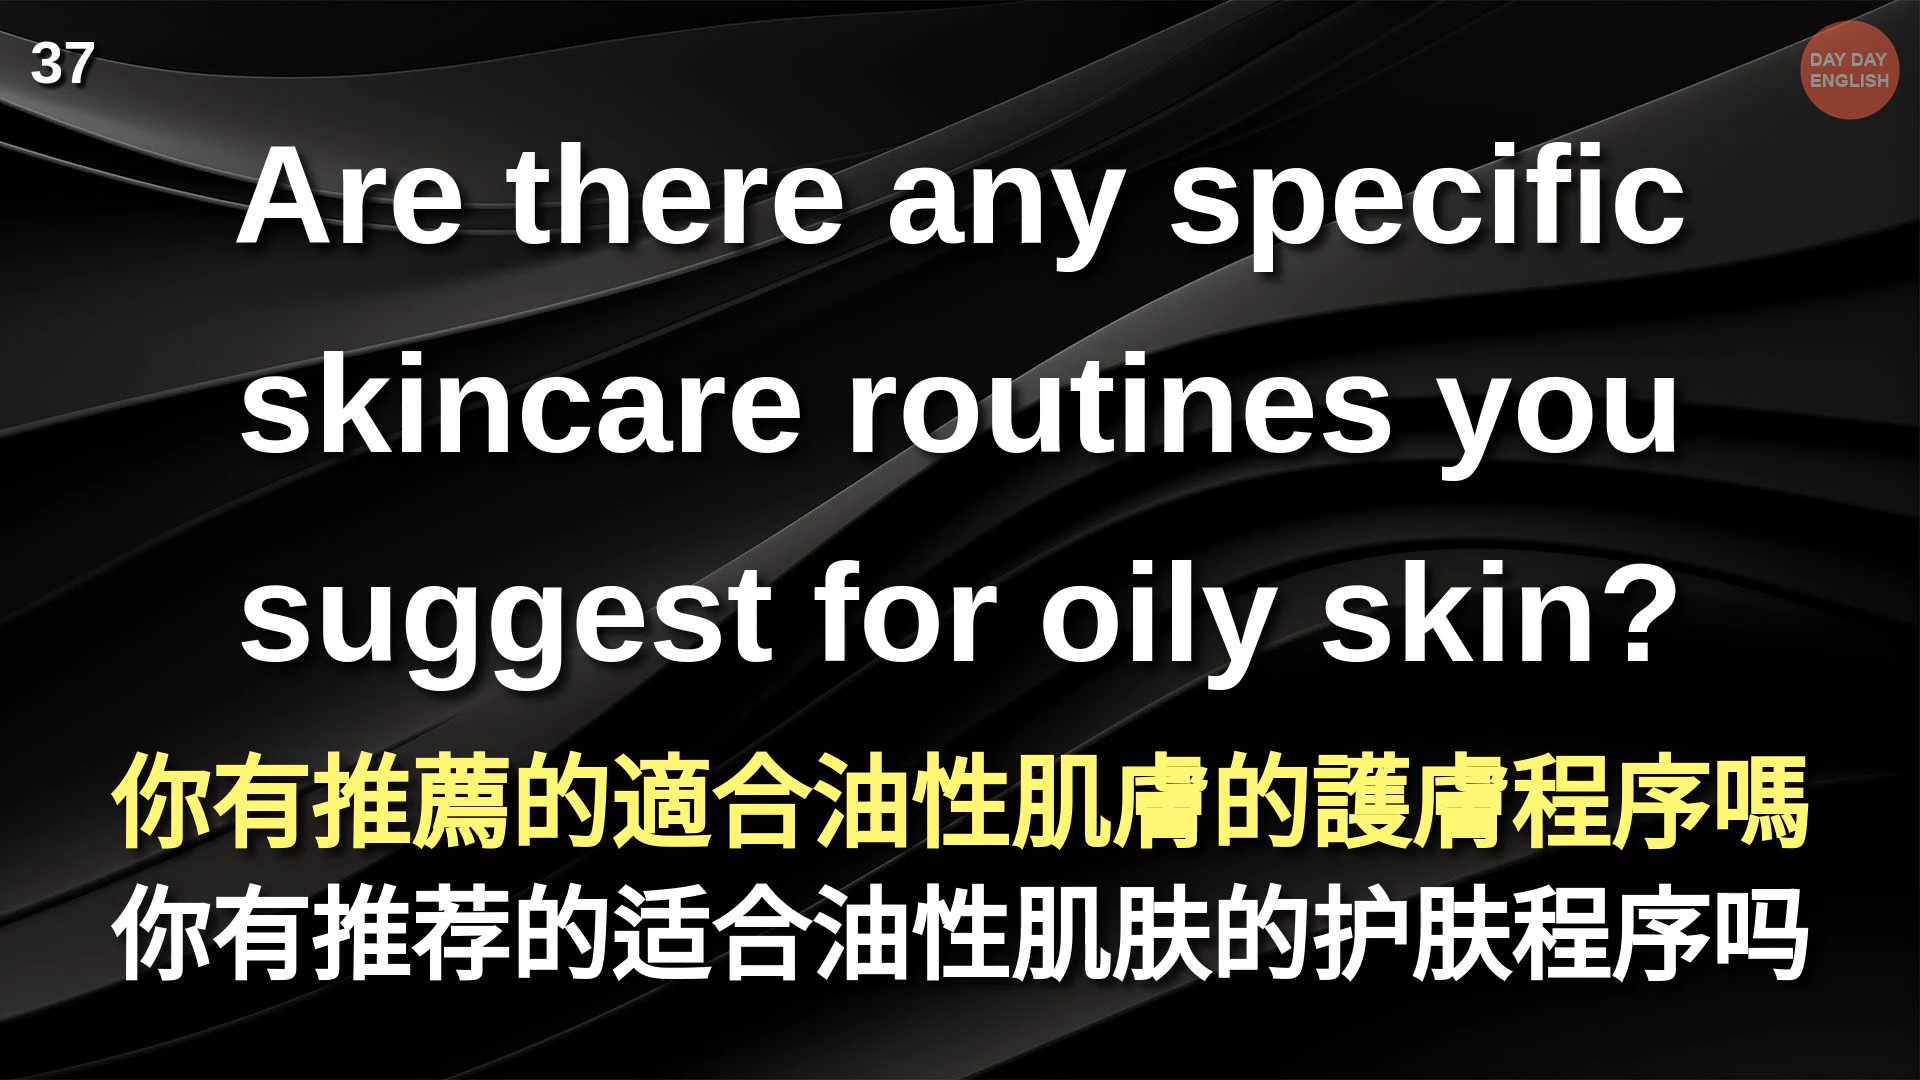 37
DAY DAY
ENGLISH
Are there any specific
skincare routines you
suggest for oily skin?
你有推薦的適合油性肌膚的護膚程序嗎
你有推荐的适合油性肌肤的护肤程序吗